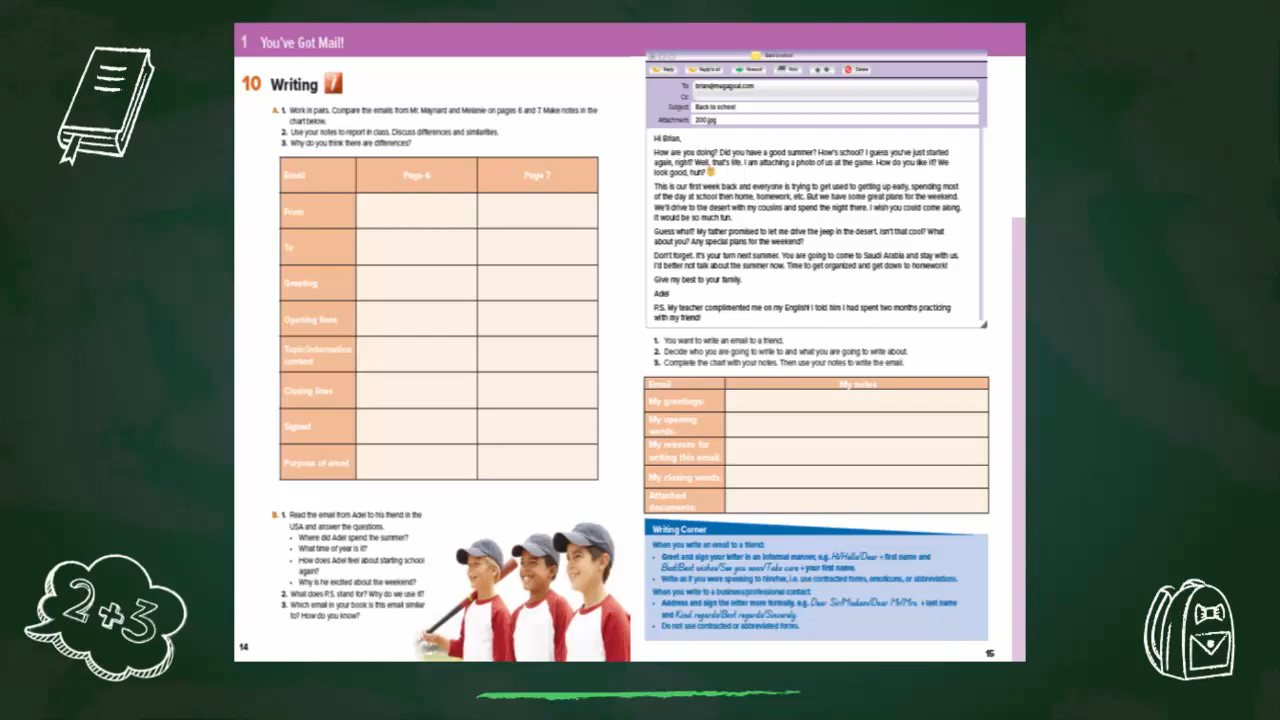 1 You've Got Mail!
10 Writing
A. 1. Work in pairs. Compare the emails from Mr. Maynard and Melanie on pages 6 and 7. Make notes in the
chart below.
2. Use your notes to report in class. Discuss differences and similarities.
3. Why do you think there are differences?
Email Page 6 Page 7
From
To
Greeting
Opening lines
Topic/information
content
Closing lines
Signed
Purpose of email
B. 1. Read the email from Adel to his friend in the
USA and answer the questions.
• Where did Adel spend the summer?
• What time of year is it?
• How does Adel feel about starting school
again?
• Why is he excited about the weekend?
2. What does P.S. stand for? Why do we use it?
3. Which email in your book is this email similar
to? How do you know?
14
Back to school
Reply Reply to all Forward Print Delete
To: brian@megagoal.com
Cc:
Subject: Back to school
Attachment: 200.jpg
Hi Brian,
How are you doing? Did you have a good summer? How's school? I guess you've just started
again, right? Well, that's life. I am attaching a photo of us at the game. How do you like it? We
look good, huh?
This is our first week back and everyone is trying to get used to getting up early, spending most
of the day at school then home, homework, etc. But we have some great plans for the weekend.
We'll drive to the desert with my cousins and spend the night there. I wish you could come along.
It would be so much fun.
Guess what? My father promised to let me drive the jeep in the desert. Isn't that cool? What
about you? Any special plans for the weekend?
Don't forget. It's your turn next summer. You are going to come to Saudi Arabia and stay with us.
I'd better not talk about the summer now. Time to get organized and get down to homework!
Give my best to your family.
Adel
P.S. My teacher complimented me on my English! I told him I had spent two months practicing
with my friend!
1. You want to write an email to a friend.
2. Decide who you are going to write to and what you are going to write about.
3. Complete the chart with your notes. Then use your notes to write the email.
Email My notes
My greetings:
My opening
words:
My reasons for
writing this email:
My closing words:
Attached
documents:
Writing Corner
When you write an email to a friend:
• Greet and sign your letter in an informal manner, e.g. Hi/Hello/Dear + first name and
Best/Best wishes/See you soon/Take care + your first name.
• Write as if you were speaking to him/her, i.e. use contracted forms, emoticons, or abbreviations.
When you write to a business/professional contact:
• Address and sign the letter more formally, e.g. Dear Sir/Madam/Dear Mr/Mrs. + last name
and Kind regards/Best regards/Sincerely.
• Do not use contracted or abbreviated forms.
15
2+3